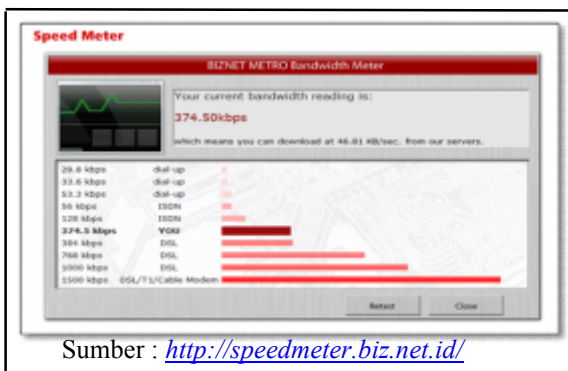 Speed Meter
BIZNET METRO Bandwidth Meter
Your current bandwidth reading is:
374.50kbps
which means you can download at 46.81 KB/sec. from our servers.
28.8 kbps dial-up
33.6 kbps dial-up
53.3 kbps dial-up
56 kbps ISDN
128 kbps ISDN
374.5 kbps YOU
384 kbps DSL
768 kbps DSL
1000 kbps DSL
1500 kbps DSL/T1/Cable Modem
Retest Close
Sumber : http://speedmeter.biz.net.id/